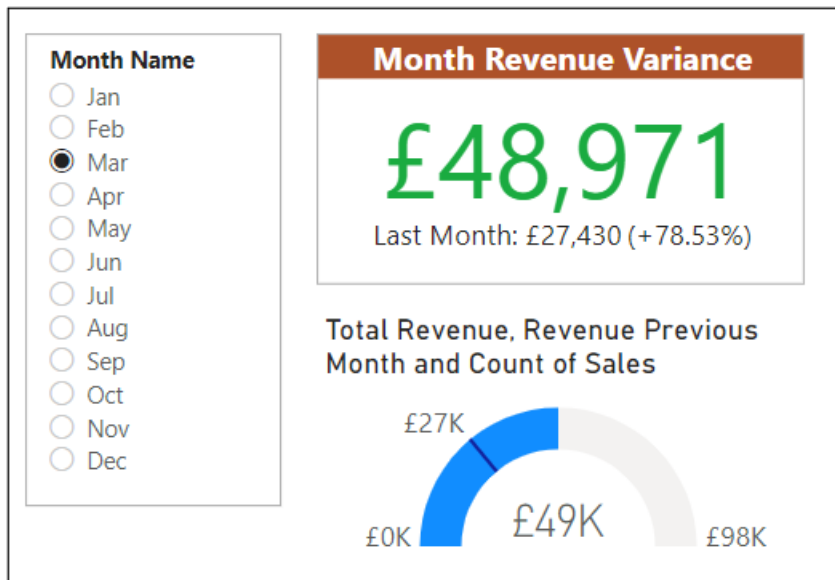 Month Name
Jan
Feb
Mar
Apr
May
Jun
Jul
Aug
Sep
Oct
Nov
Dec
Month Revenue Variance
£48,971
Last Month: £27,430 (+78.53%)
Total Revenue, Revenue Previous
Month and Count of Sales
£27K
£0K
£49K
£98K